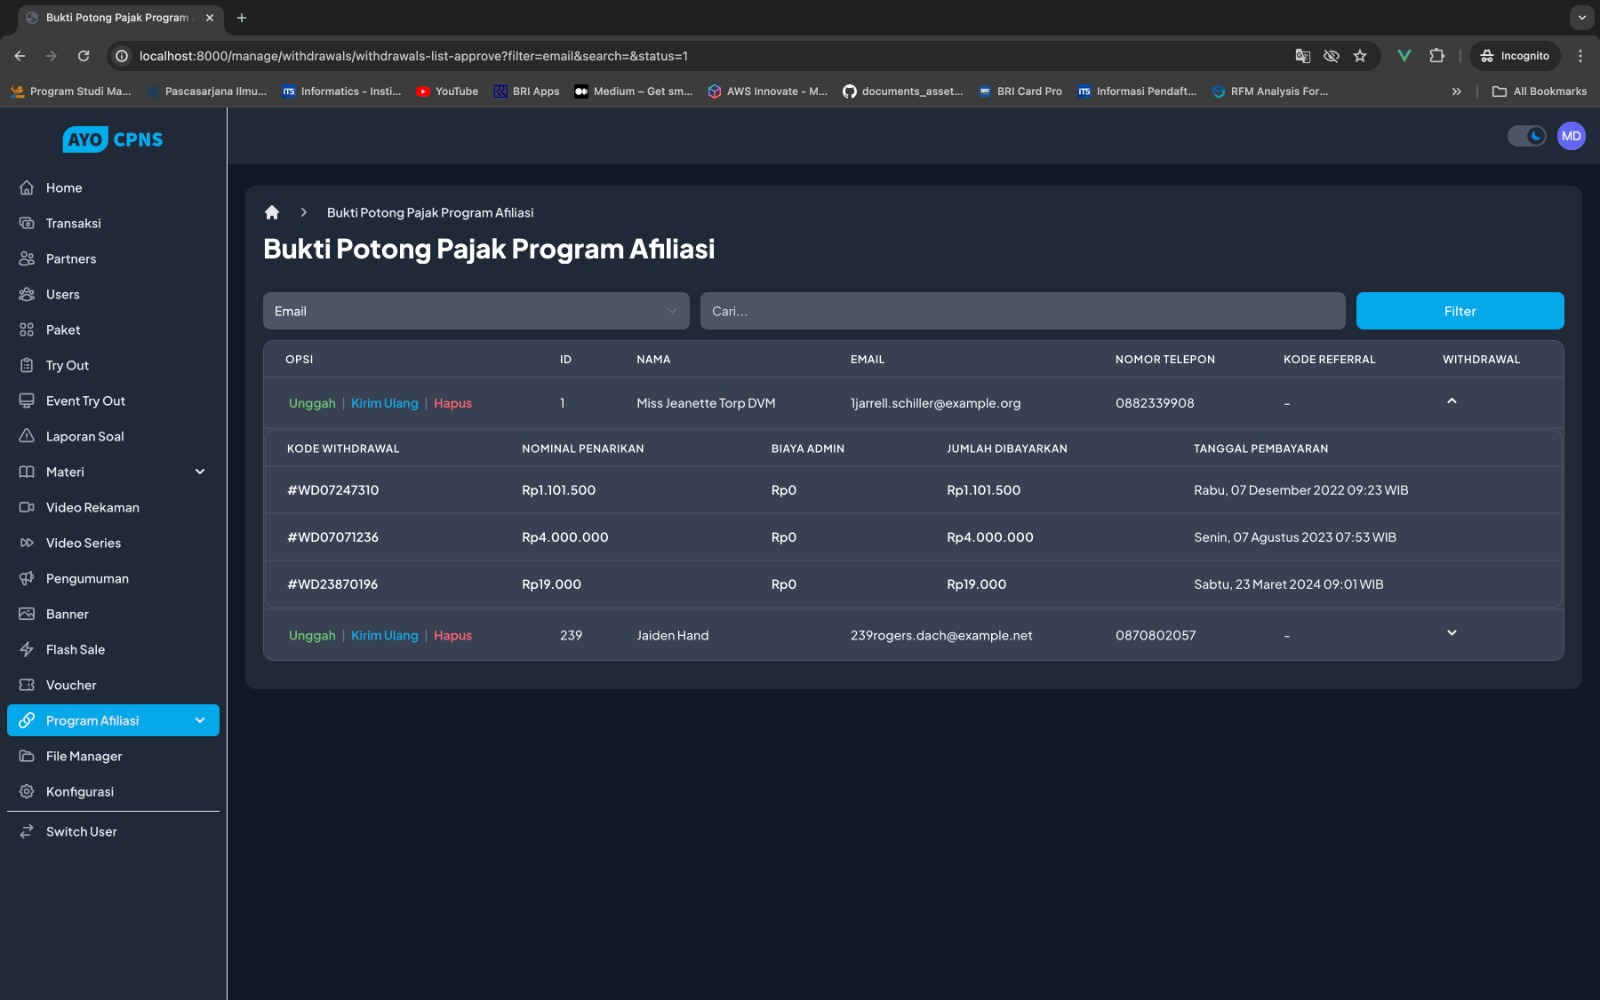 Bukti Potong Pajak Program
localhost:8000/manage/withdrawals/withdrawals-list-approve?filter=email&search=&status=1
Incognito
Program Studi Ma...
Pascasarjana Ilmu...
ITS Informatics - Insti...
YouTube
BRI Apps
Medium – Get sm...
AWS Innovate - M...
documents_asset...
BRI Card Pro
ITS Informasi Pendaft...
RFM Analysis For...
All Bookmarks
AYO CPNS
MD
Home
Transaksi
Partners
Users
Paket
Try Out
Event Try Out
Laporan Soal
Materi
Video Rekaman
Video Series
Pengumuman
Banner
Flash Sale
Voucher
Program Afiliasi
File Manager
Konfigurasi
Switch User
Bukti Potong Pajak Program Afiliasi
Bukti Potong Pajak Program Afiliasi
Email
Cari...
Filter
OPSI ID NAMA EMAIL NOMOR TELEPON KODE REFERRAL WITHDRAWAL
Unggah | Kirim Ulang | Hapus 1 Miss Jeanette Torp DVM 1jarrell.schiller@example.org 0882339908 -
KODE WITHDRAWAL NOMINAL PENARIKAN BIAYA ADMIN JUMLAH DIBAYARKAN TANGGAL PEMBAYARAN
#WD07247310 Rp1.101.500 Rp0 Rp1.101.500 Rabu, 07 Desember 2022 09:23 WIB
#WD07071236 Rp4.000.000 Rp0 Rp4.000.000 Senin, 07 Agustus 2023 07:53 WIB
#WD23870196 Rp19.000 Rp0 Rp19.000 Sabtu, 23 Maret 2024 09:01 WIB
Unggah | Kirim Ulang | Hapus 239 Jaiden Hand 239rogers.dach@example.net 0870802057 -